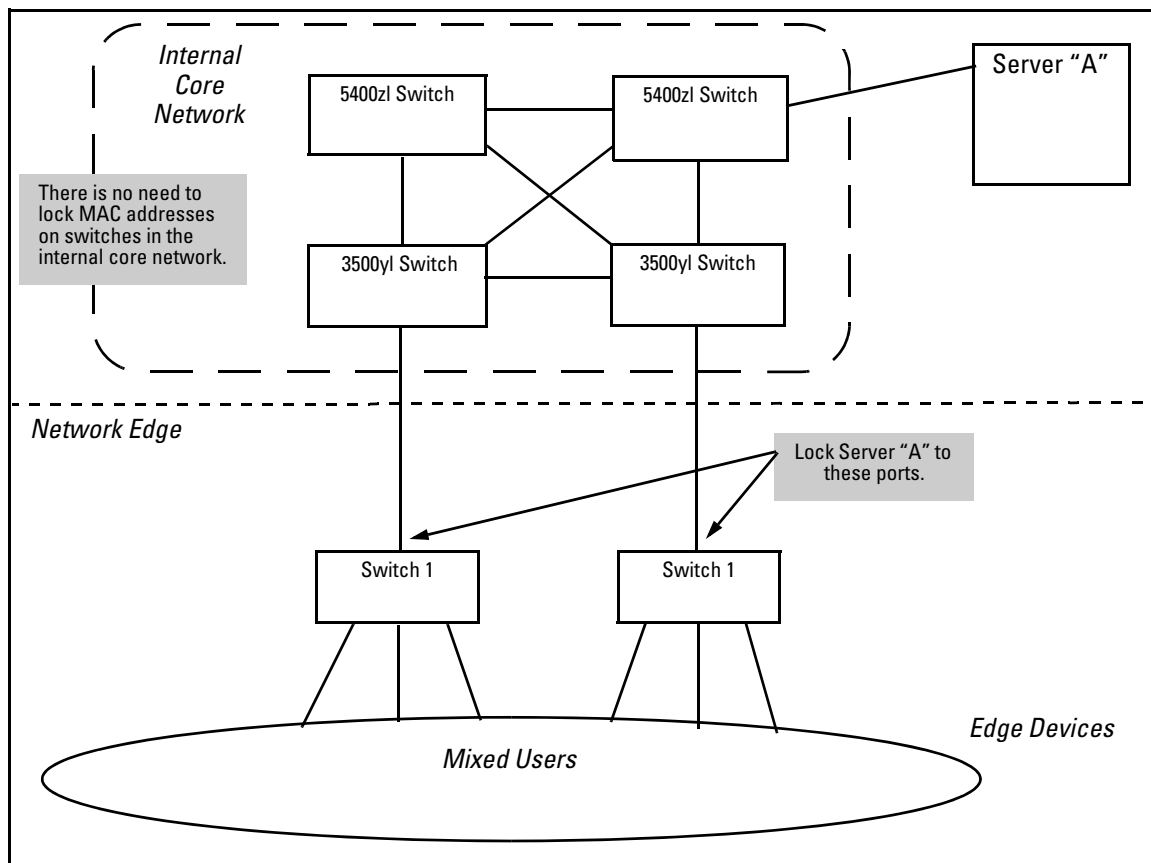 Internal
Core
Network
5400zl Switch
5400zl Switch
Server “A”
There is no need to
lock MAC addresses
on switches in the
internal core network.
3500yl Switch
3500yl Switch
Network Edge
Lock Server “A” to
these ports.
Switch 1
Switch 1
Mixed Users
Edge Devices